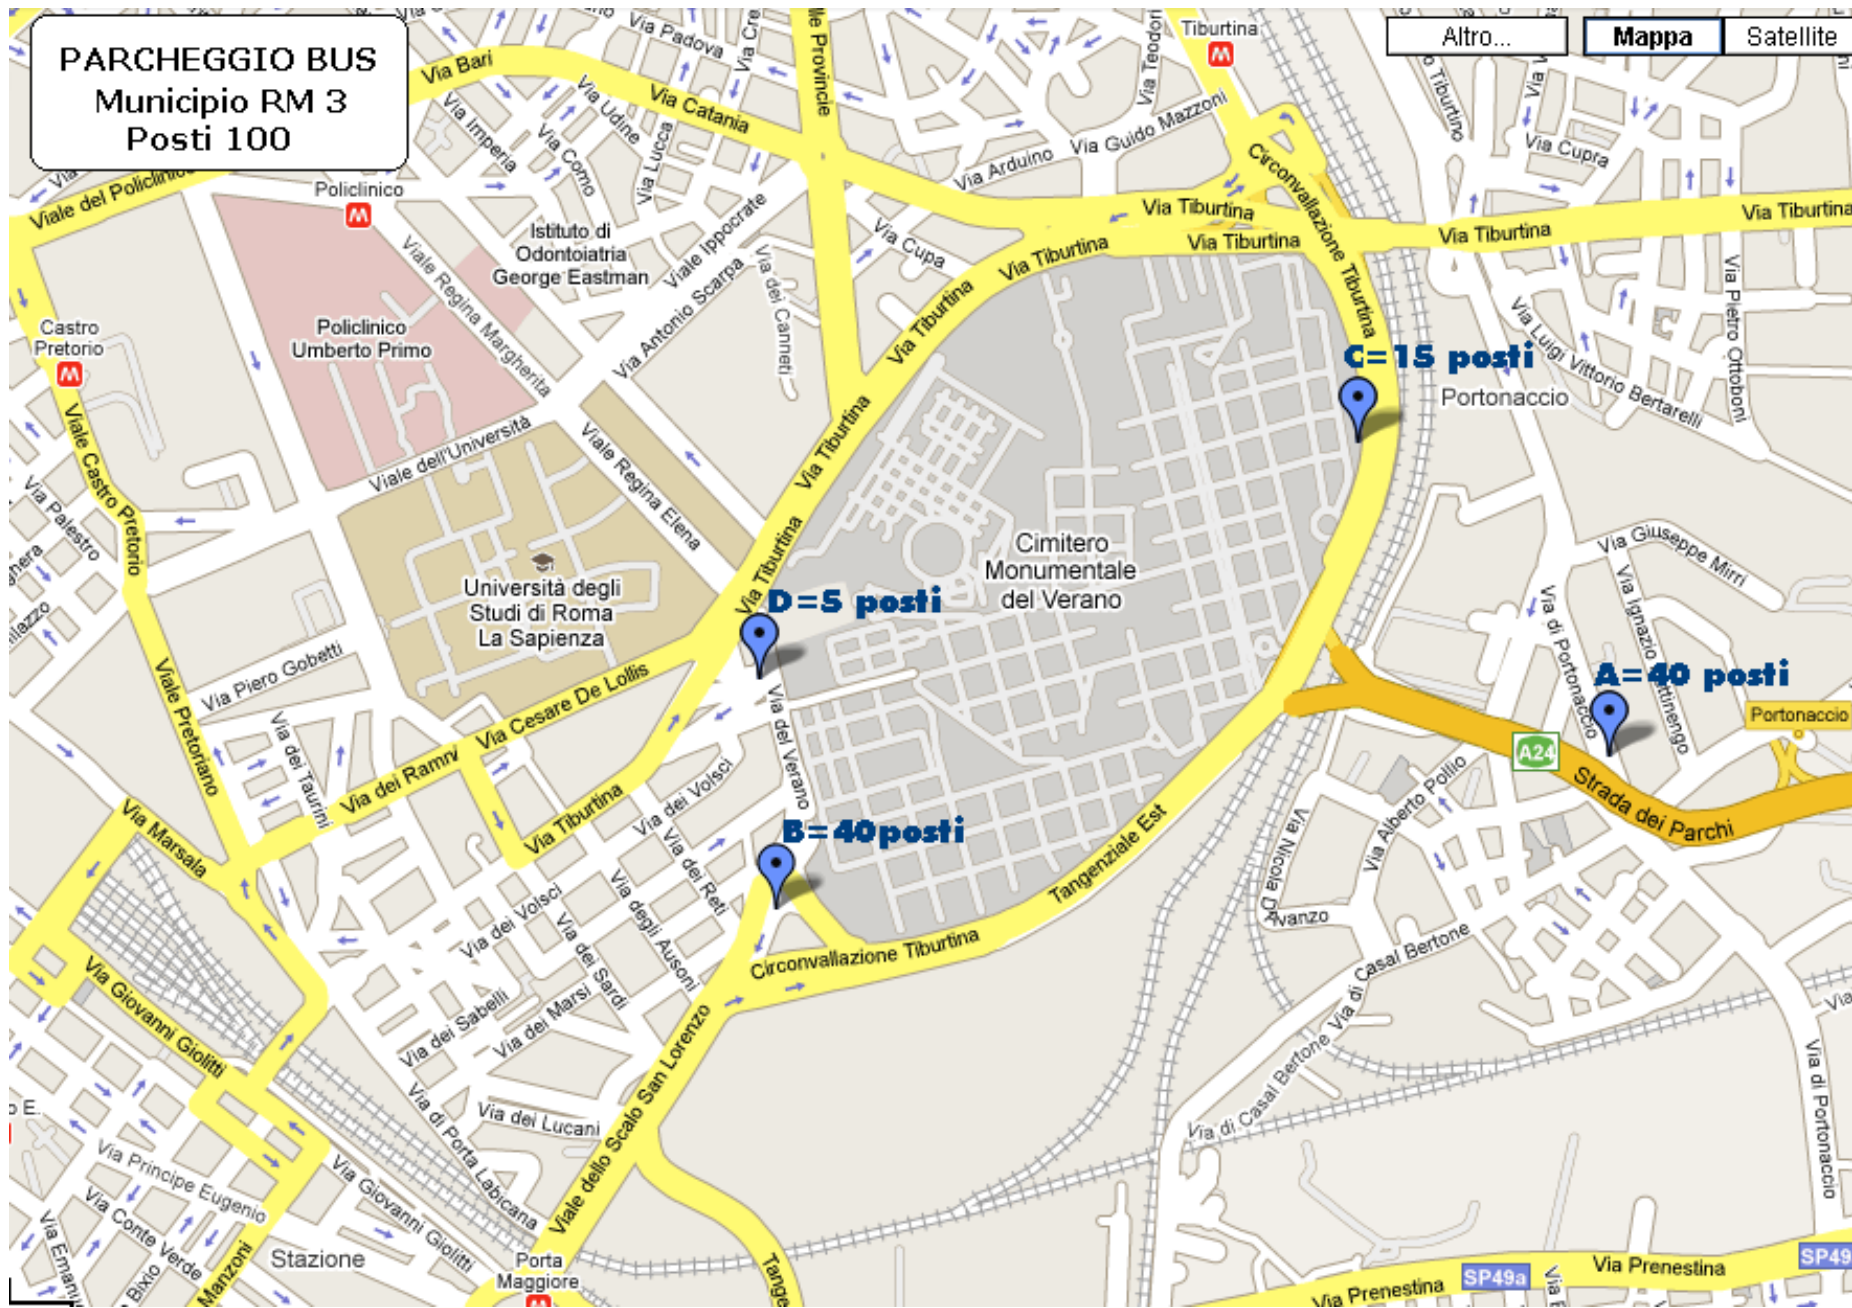 PARCHEGGIO BUS
Municipio RM 3
Posti 100
Altro...
Mappa
Satellite
Tiburtina
Via Padova
Via Bari
Via Catania
Via Udine
Via Imperia
Via Como
Via Lucca
Via Arduino
Via Guido Mazzoni
Via Cupra
Circonvallazione Tiburtina
Viale del Policlinico
Policlinico
Via Tiburtina
Via Tiburtina
Via Tiburtina
Via Tiburtina
Via Tiburtina
Istituto di
Odontoiatria
George Eastman
Viale Ippocrate
Via Cupa
Via Antonio Scarpa
Via dei Canneti
Viale Regina Margherita
Via Tiburtina
Via Pietro Ottoboni
Via Luigi Vittorio Bertarelli
Castro
Pretorio
Policlinico
Umberto Primo
C=15 posti
Portonaccio
Viale Castro Pretorio
Viale dell'Università
Viale Regina Elena
Via Tiburtina
Via Palestro
Via Tiburtina
Cimitero
Monumentale
del Verano
Via Giuseppe Mirri
Università degli
Studi di Roma
La Sapienza
D=5 posti
Via di Portonaccio
Via Piero Gobetti
Viale Pretoriano
Via Cesare De Lollis
A=40 posti
Portonaccio
Via dei Taurini
Via dei Ramni
Via del Verano
A24
Strada dei Parchi
Via Tiburtina
Via dei Volsci
Via Marsala
B=40posti
Via dei Reti
Via Alberto Pollio
Tangenziale Est
Via degli Ausoni
Via dei Volsci
Via dei Sardi
Via Nicola D'Avanzo
Via di Casal Bertone
Circonvallazione Tiburtina
Via Giovanni Giolitti
Via dei Sabelli
Via dei Marsi
Via di Casal Bertone
Via di Portonaccio
Via dei Lucani
Via di Porta Labicana
Viale dello Scalo San Lorenzo
Via Principe Eugenio
Via Giovanni Giolitti
Via Conte Verde
Stazione
Porta
Maggiore
Manzoni
Via Prenestina
SP49a
Via Prenestina